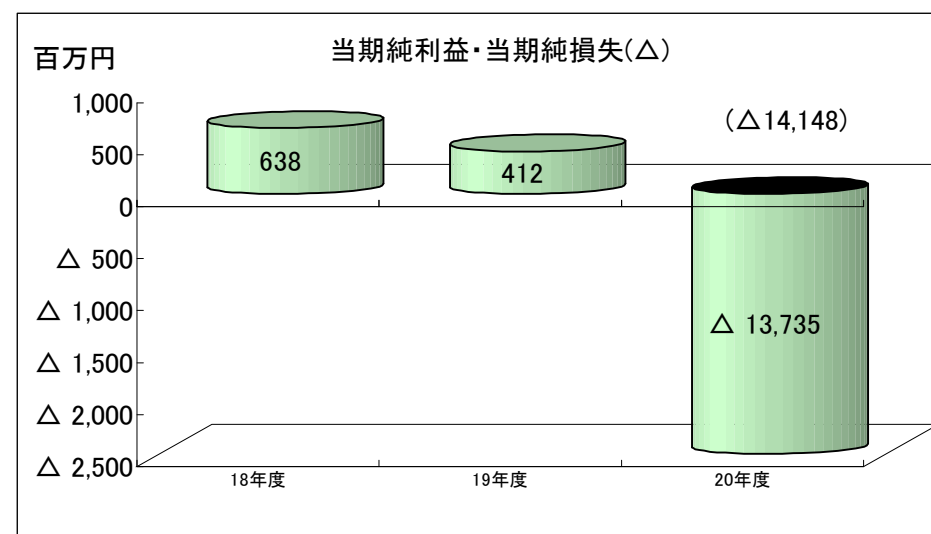 当期純利益・当期純損失(△)
百万円
1,000
500
0
△ 500
△ 1,000
△ 1,500
△ 2,000
△ 2,500
638
412
(△14,148)
△ 13,735
18年度
19年度
20年度